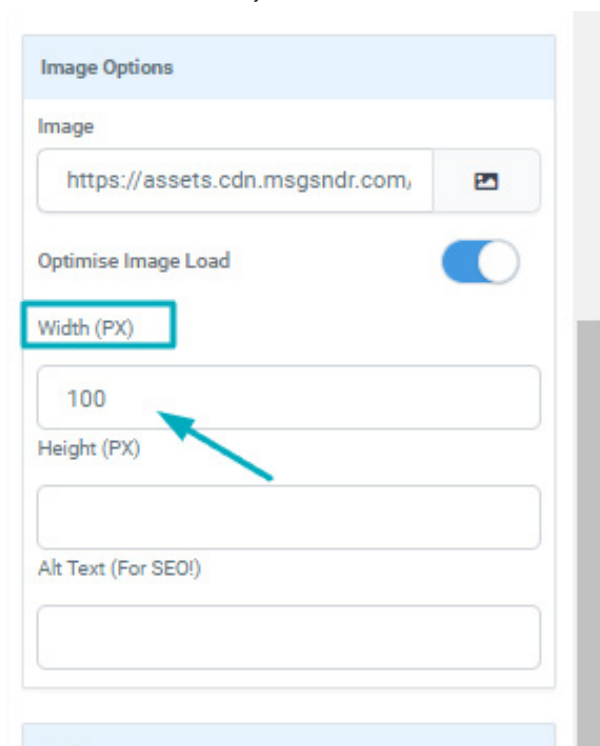 Image Options
Image
https://assets.cdn.msgsndr.com/
Optimise Image Load
Width (PX)
100
Height (PX)
Alt Text (For SEO!)